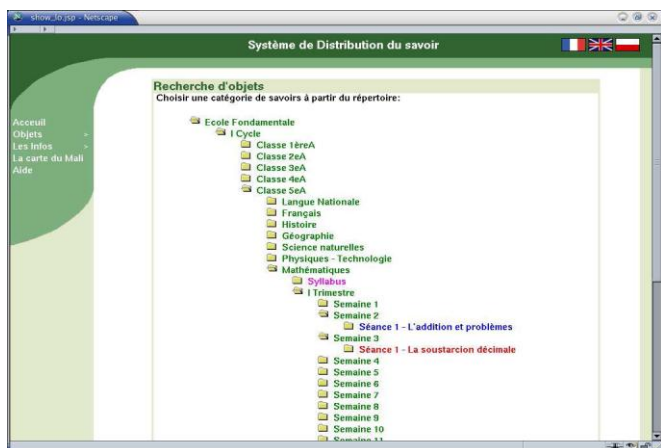 show_lo.jsp - Netscape
Système de Distribution du savoir
Recherche d'objets
Choisir une catégorie de savoirs à partir du répertoire:
Acceuil
Objets
Les Infos
La carte du Mali
Aide
Ecole Fondamentale
I Cycle
Classe 1èreA
Classe 2eA
Classe 3eA
Classe 4eA
Classe 5eA
Langue Nationale
Français
Histoire
Géographie
Science naturelles
Physiques - Technologie
Mathématiques
Syllabus
I Trimestre
Semaine 1
Semaine 2
Séance 1 - L'addition et problèmes
Semaine 3
Séance 1 - La soustarcion décimale
Semaine 4
Semaine 5
Semaine 6
Semaine 7
Semaine 8
Semaine 9
Semaine 10
Semaine 11